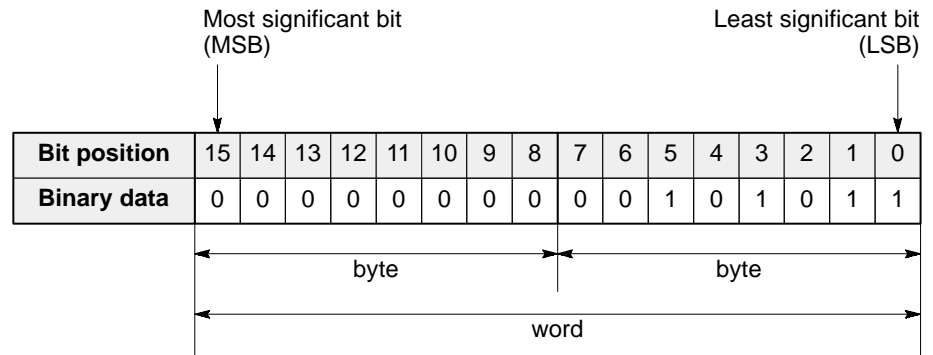 Most significant bit
(MSB)
Least significant bit
(LSB)
Bit position 15 14 13 12 11 10 9 8 7 6 5 4 3 2 1 0
Binary data 0 0 0 0 0 0 0 0 0 0 1 0 1 0 1 1
byte byte
word